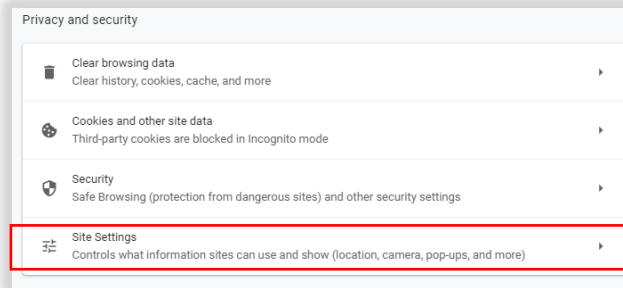 Privacy and security
Clear browsing data
Clear history, cookies, cache, and more
Cookies and other site data
Third-party cookies are blocked in Incognito mode
Security
Safe Browsing (protection from dangerous sites) and other security settings
Site Settings
Controls what information sites can use and show (location, camera, pop-ups, and more)